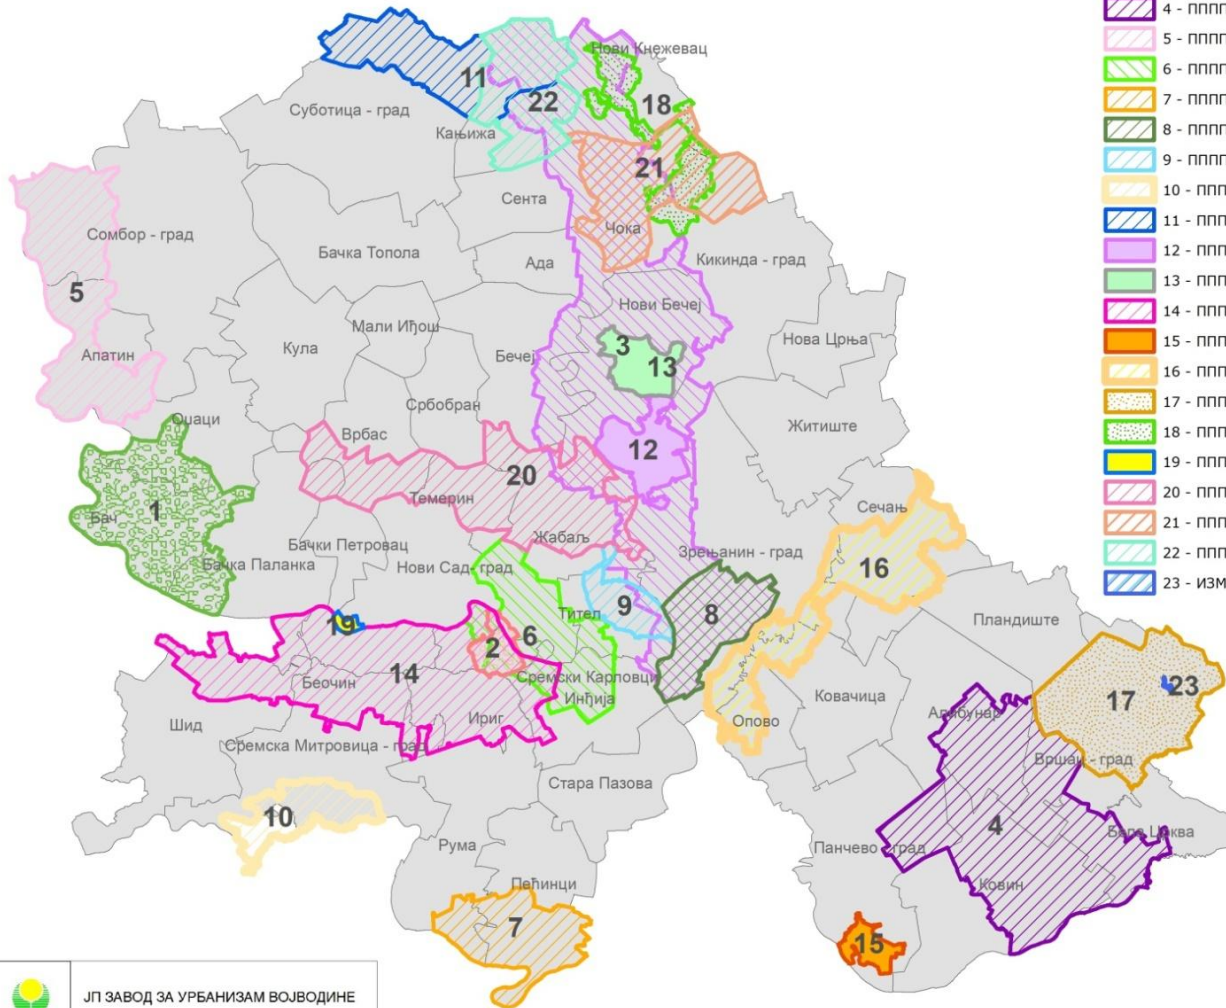 4 - ПППП
5 - ПППП
6 - ПППП
7 - ПППП
8 - ПППП
9 - ПППП
10 - ППП
11 - ППП
12 - ППП
13 - ППП
14 - ППП
15 - ППП
16 - ППП
17 - ППП
18 - ППП
19 - ППП
20 - ППП
21 - ППП
22 - ППП
23 - ИЗМ
Нови Кнежевац
11
22
18
Суботица - град
Кањижа
21
Сента
Чока
Сомбор - град
Бачка Топола
Ада
Кикинда - град
5
Нови Бечеј
Мали Иђош
Нова Црња
Апатин
Кула
Бечеј
3
13
Србобран
Оџаци
Врбас
Житиште
12
20
Темерин
Сечањ
1
Бач
Жабаљ
Бачки Петровац
Нови Сад- град
Зрењанин - град
Бачка Паланка
16
9
Тител
8
19
6
2
Пландиште
14
Беочин
Сремски Карловци
Инђија
17
23
Ковачица
Алибунар
Шид
Ириг
Опово
Сремска Митровица - град
Вршац - град
Стара Пазова
10
4
Бела Црква
Рума
Панчево - град
Пећинци
Ковин
7
15
ЈП ЗАВОД ЗА УРБАНИЗАМ ВОЈВОДИНЕ